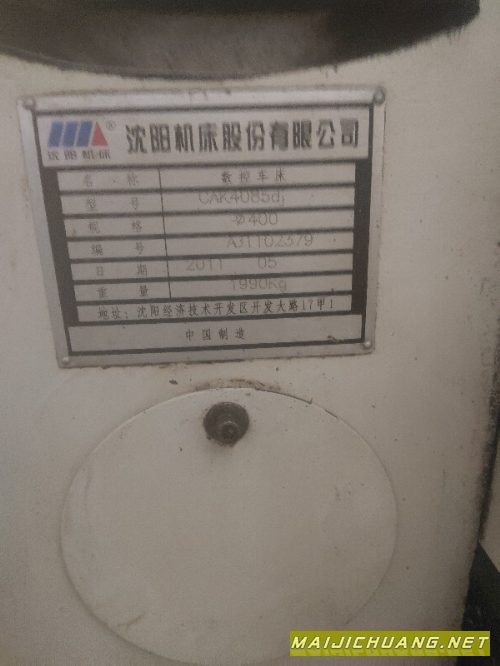 沈阳机床股份有限公司
沈阳机床
名称 数控车床
型号 CAK4085dj
规格 Φ400
编号 A31102379
日期 2011 05
重量 1990Kg
地址：沈阳经济技术开发区开发大路17甲1
中国制造
MAIJICHUANG.NET